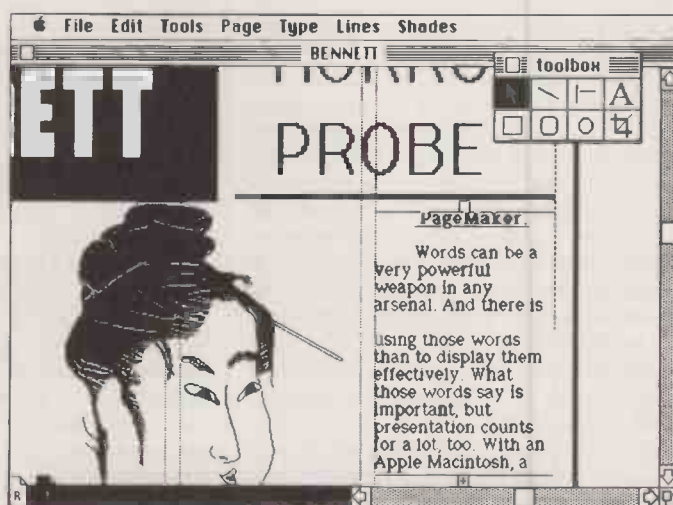 File Edit Tools Page Type Lines Shades
BENNETT
toolbox
A
ETT
PROBE
PageMaker
Words can be a
very powerful
weapon in any
arsenal. And there is
using those words
than to display them
effectively. What
those words say is
important, but
presentation counts
for a lot, too. With an
Apple Macintosh, a
R
1